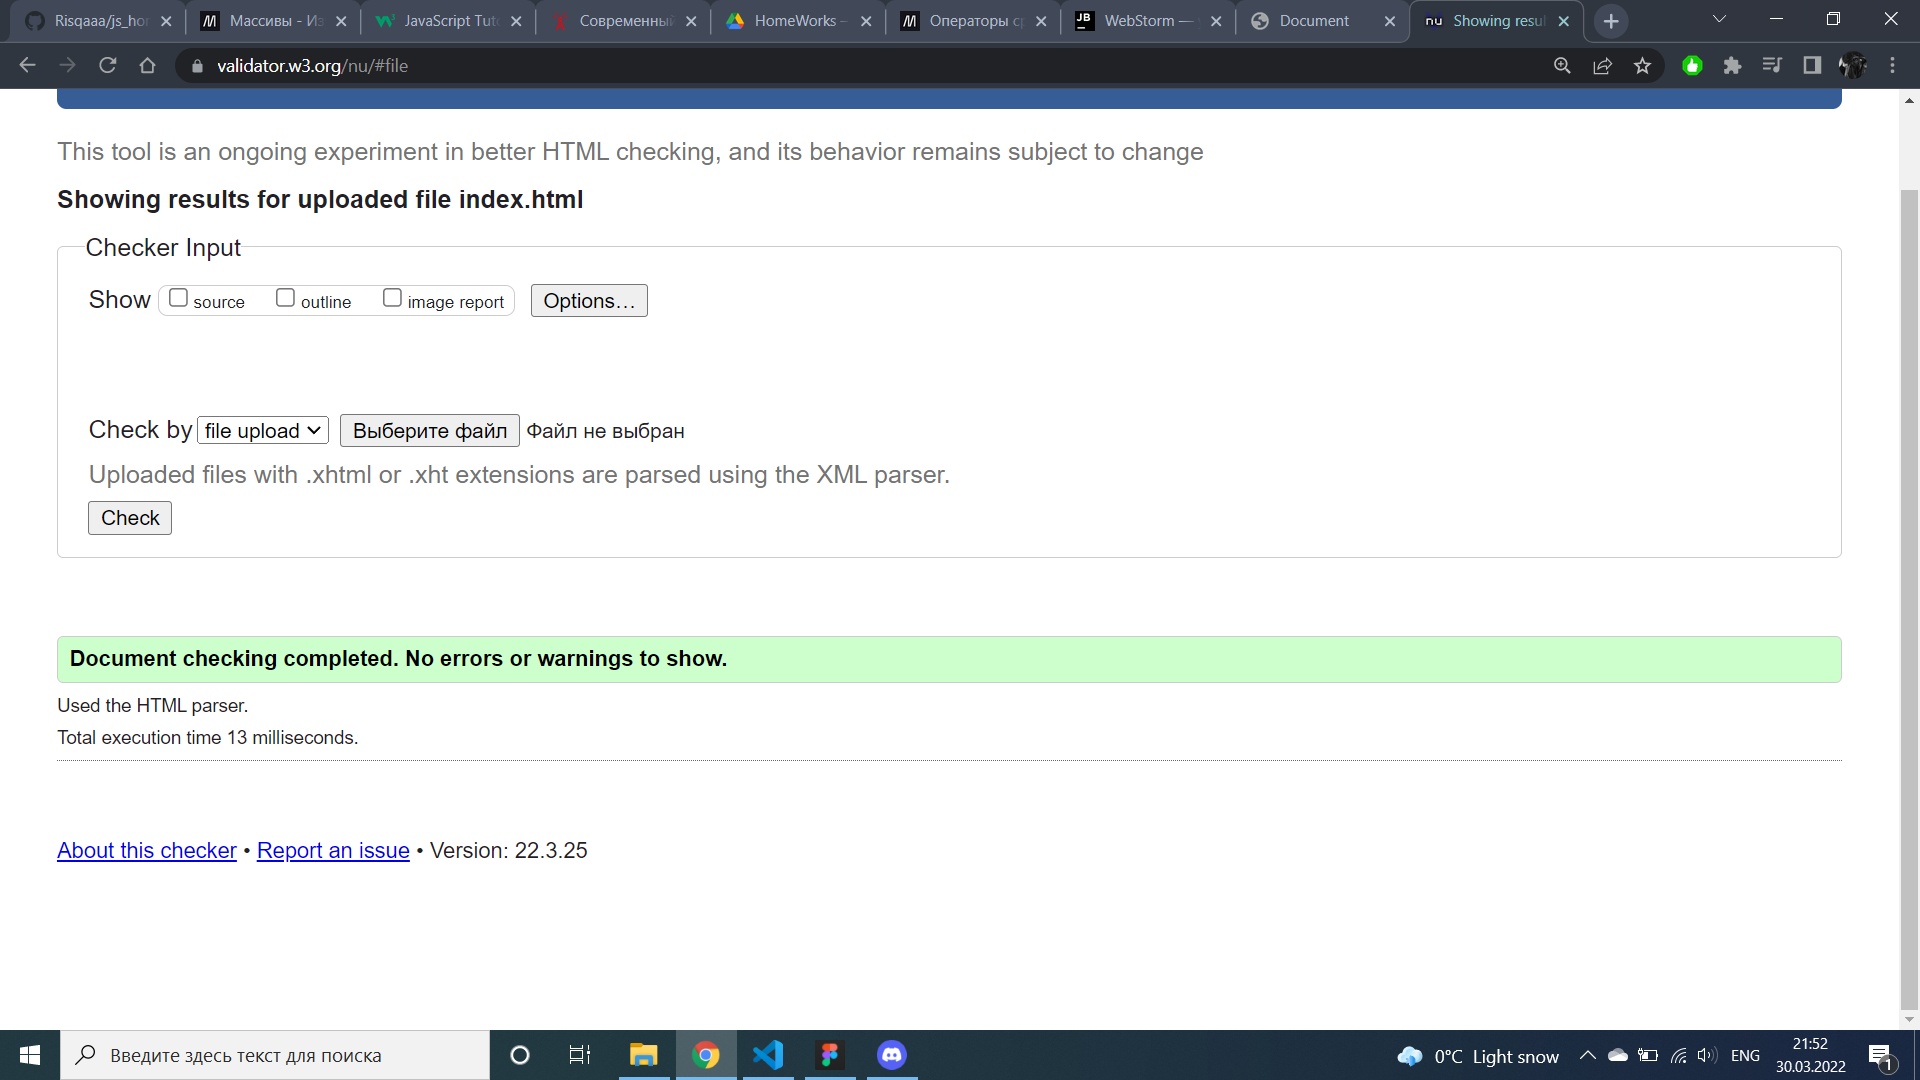 Risqaaa/js_ho
Массивы - Из
JavaScript Tuto
Современный
HomeWorks –
Операторы ср
WebStorm —
Document
Showing resul
validator.w3.org/nu/#file
This tool is an ongoing experiment in better HTML checking, and its behavior remains subject to change
Showing results for uploaded file index.html
Checker Input
Show source outline image report Options…
Check by file upload Выберите файл Файл не выбран
Uploaded files with .xhtml or .xht extensions are parsed using the XML parser.
Check
Document checking completed. No errors or warnings to show.
Used the HTML parser.
Total execution time 13 milliseconds.
About this checker • Report an issue • Version: 22.3.25
Введите здесь текст для поиска
0°C Light snow
ENG
21:52
30.03.2022
1